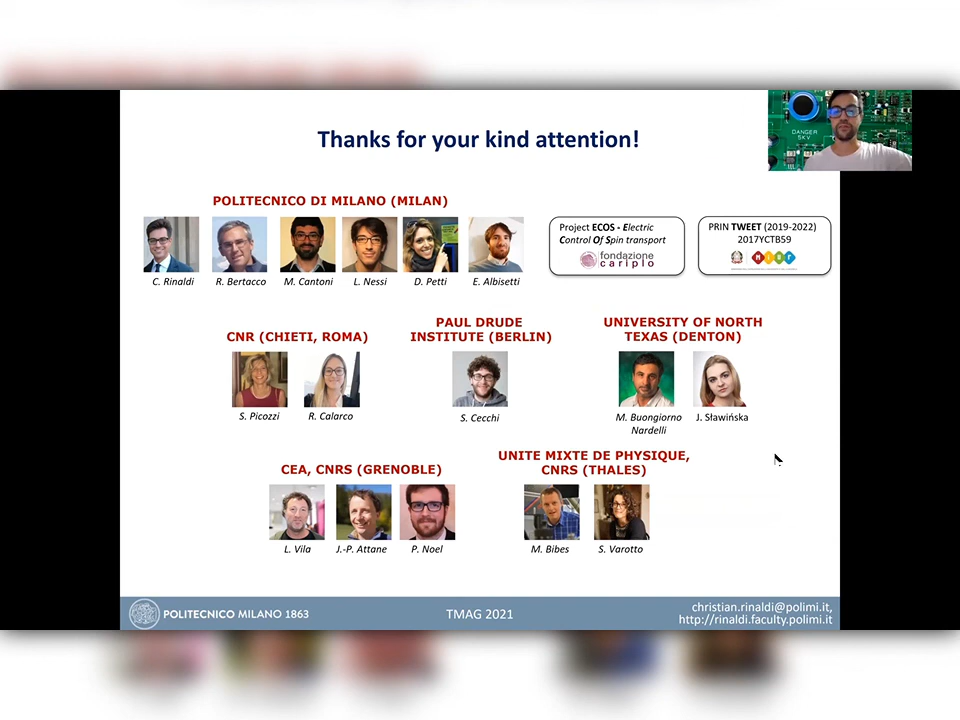 Thanks for your kind attention!
DANGER
5KV
POLITECNICO DI MILANO (MILAN)
C. Rinaldi
R. Bertacco
M. Cantoni
L. Nessi
D. Petti
E. Albisetti
Project ECOS - Electric
Control Of Spin transport
fondazione
cariplo
PRIN TWEET (2019-2022)
2017YCTB59
MIUR
CNR (CHIETI, ROMA)
S. Picozzi
R. Calarco
PAUL DRUDE
INSTITUTE (BERLIN)
S. Cecchi
UNIVERSITY OF NORTH
TEXAS (DENTON)
M. Buongiorno
Nardelli
J. Sławińska
CEA, CNRS (GRENOBLE)
L. Vila
J.-P. Attane
P. Noel
UNITE MIXTE DE PHYSIQUE,
CNRS (THALES)
M. Bibes
S. Varotto
POLITECNICO MILANO 1863
TMAG 2021
christian.rinaldi@polimi.it,
http://rinaldi.faculty.polimi.it